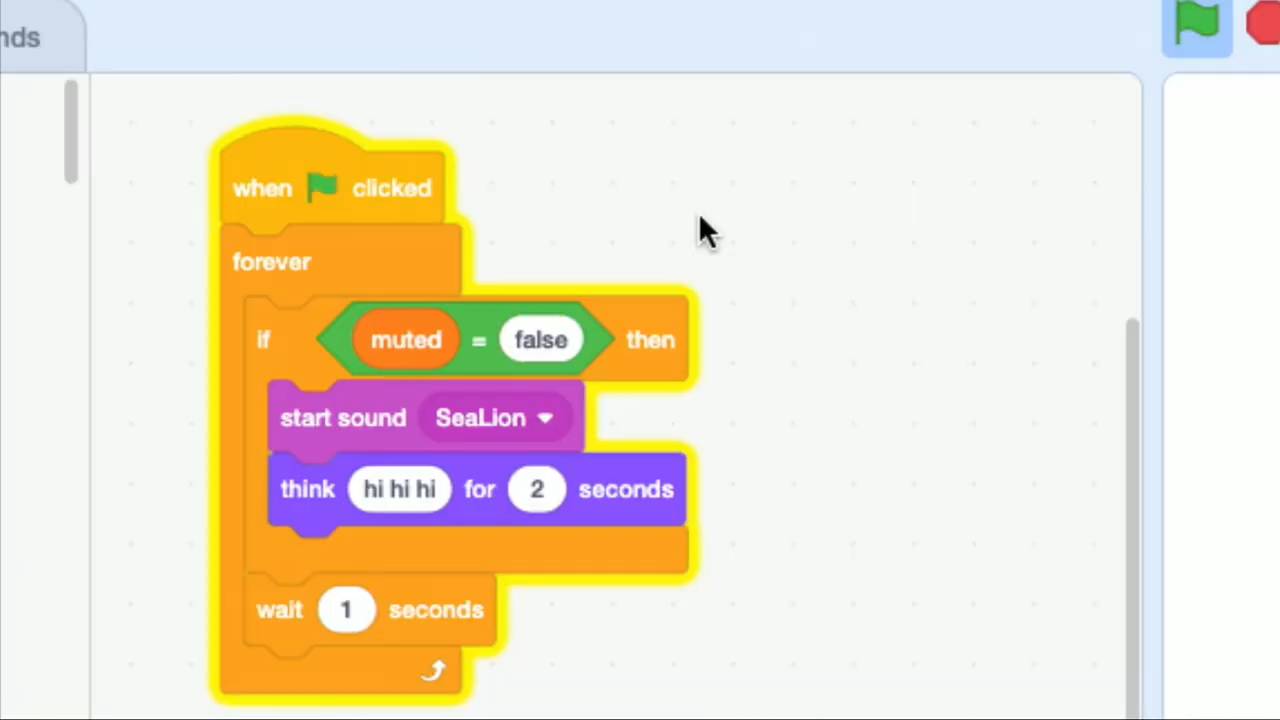 nds
when clicked
forever
if muted = false then
start sound SeaLion
think hi hi hi for 2 seconds
wait 1 seconds